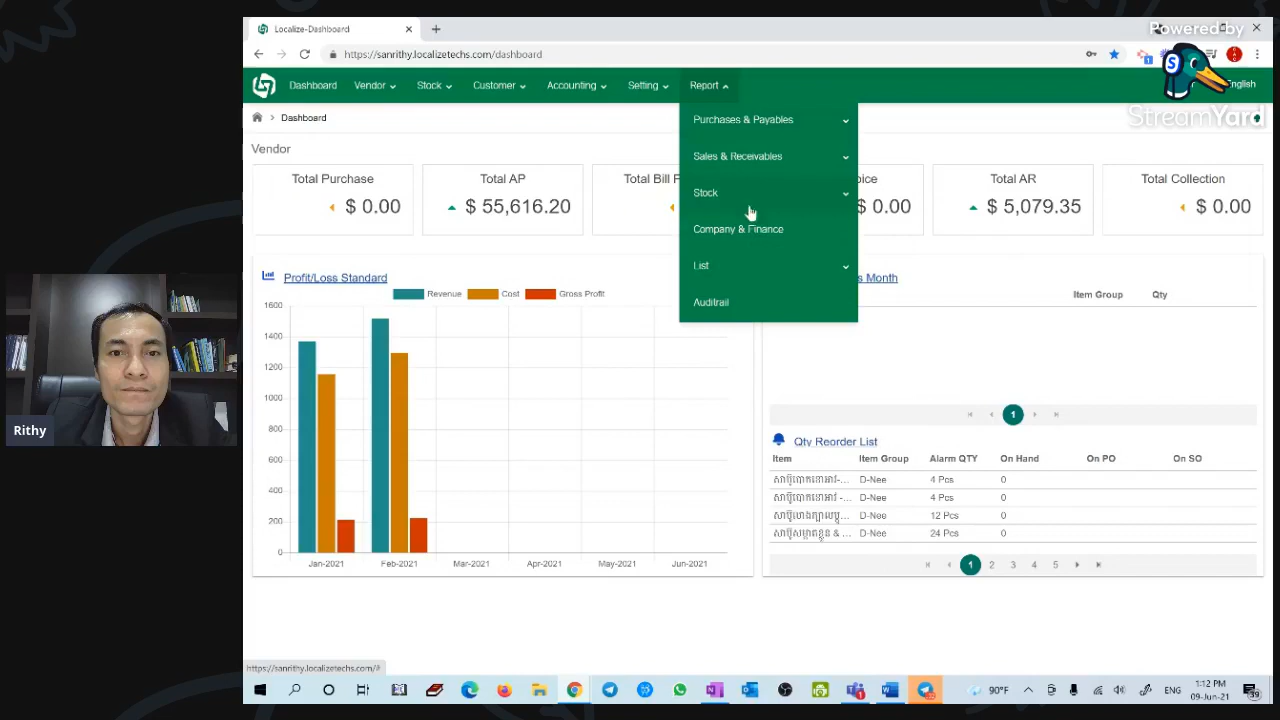 Localize-Dashboard
Powered by
https://sanrithy.localizetechs.com/dashboard
StreamYard
Dashboard Vendor Stock Customer Accounting Setting Report English
Dashboard
Vendor
Purchases & Payables
Sales & Receivables
Stock
Company & Finance
List
Auditrail
Total Purchase
$ 0.00
Total AP
$ 55,616.20
Total Bill
$ 0.00
Total AR
$ 5,079.35
Total Collection
$ 0.00
Profit/Loss Standard
Revenue Cost Gross Profit
1600
1400
1200
1000
800
600
400
200
0
Jan-2021 Feb-2021 Mar-2021 Apr-2021 May-2021 Jun-2021
Month
Item Group Qty
1
Qty Reorder List
Item Item Group Alarm QTY On Hand On PO On SO
D-Nee 4 Pcs 0
D-Nee 4 Pcs 0
D-Nee 12 Pcs 0
D-Nee 24 Pcs 0
1 2 3 4 5
Rithy
https://sanrithy.localizetechs.com/#
90°F ENG 1:12 PM
09-Jun-21
39